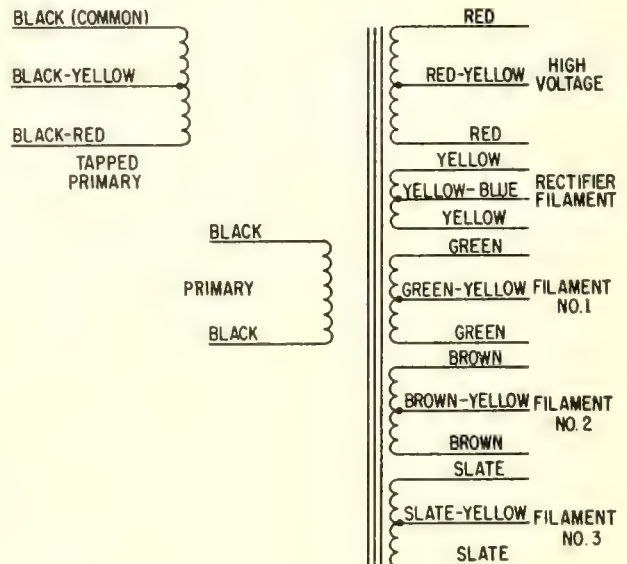 BLACK (COMMON)
BLACK-YELLOW
BLACK-RED
TAPPED
PRIMARY
BLACK
PRIMARY
BLACK
RED
RED-YELLOW
HIGH
VOLTAGE
RED
YELLOW
YELLOW-BLUE
RECTIFIER
FILAMENT
YELLOW
GREEN
GREEN-YELLOW
FILAMENT
NO.1
GREEN
BROWN
BROWN-YELLOW
FILAMENT
NO. 2
BROWN
SLATE
SLATE-YELLOW
FILAMENT
NO. 3
SLATE